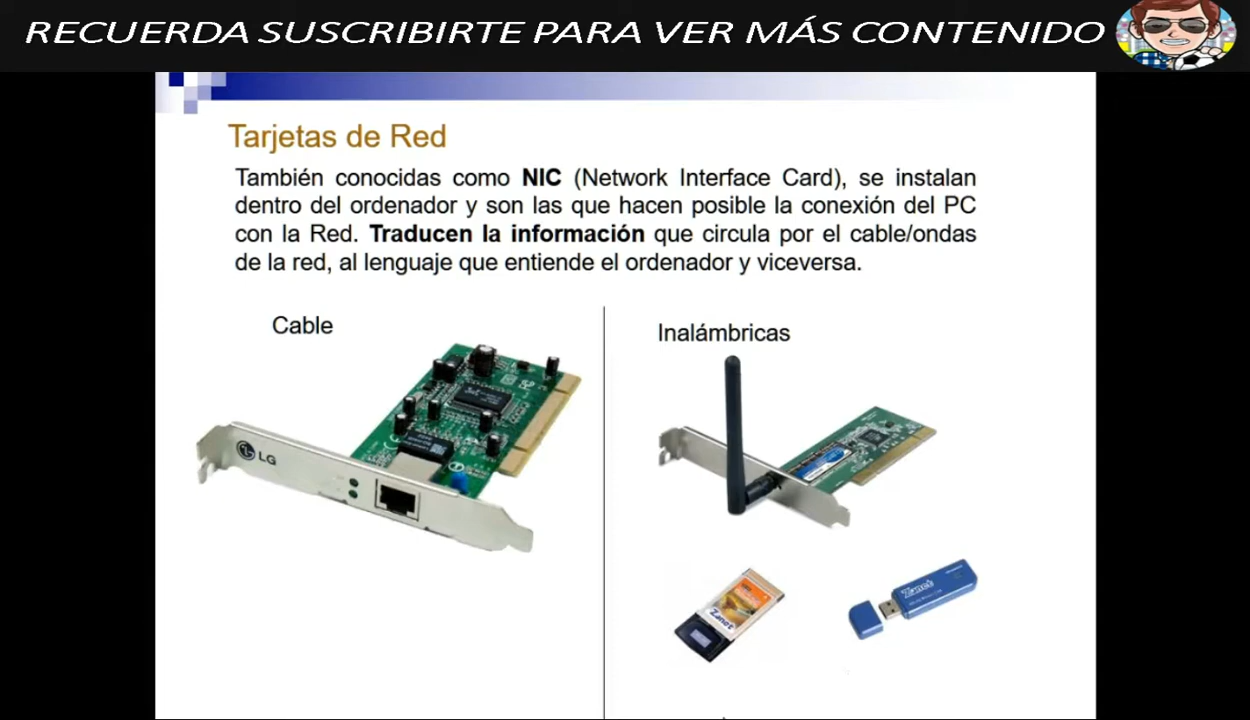 RECUERDA SUSCRIBIRTE PARA VER MÁS CONTENIDO
Tarjetas de Red
También conocidas como NIC (Network Interface Card), se instalan
dentro del ordenador y son las que hacen posible la conexión del PC
con la Red. Traducen la información que circula por el cable/ondas
de la red, al lenguaje que entiende el ordenador y viceversa.
Cable
Inalámbricas
LG